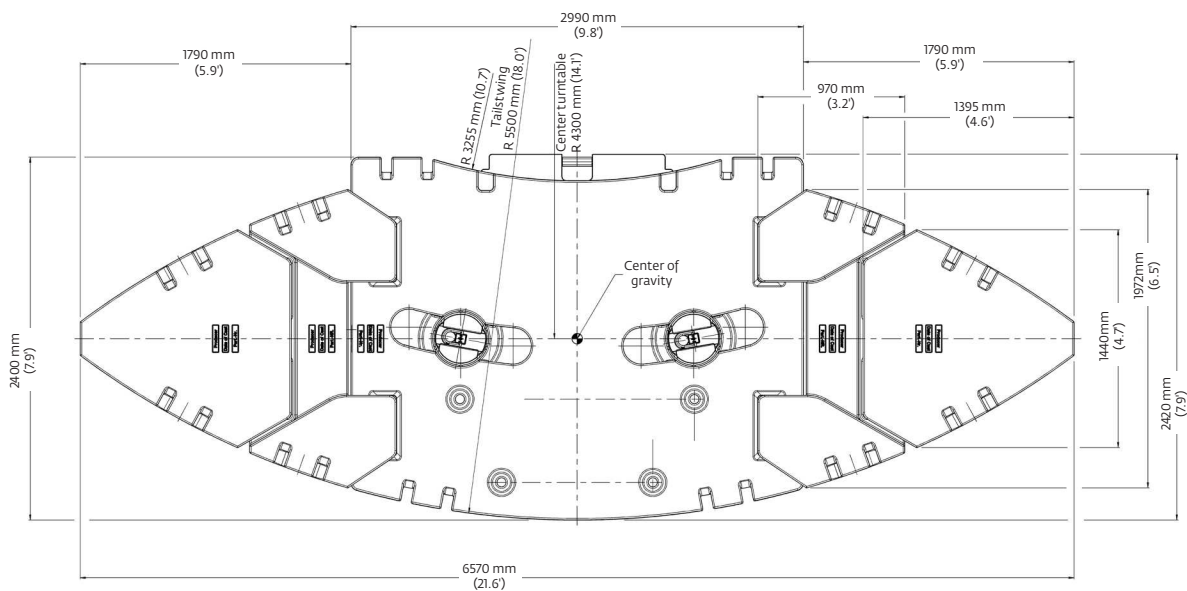 2990 mm
(9.8')
1790 mm
(5.9')
1790 mm
(5.9')
970 mm
(3.2')
1395 mm
(4.6')
R 3255 mm (10.7')
Tailstwing
R 5500 mm (18.0')
Center turntable
R 4300 mm (14.1')
Center of
gravity
2400 mm
(7.9')
1972mm
(6.5')
1440mm
(4.7')
2420 mm
(7.9')
6570 mm
(21.6')